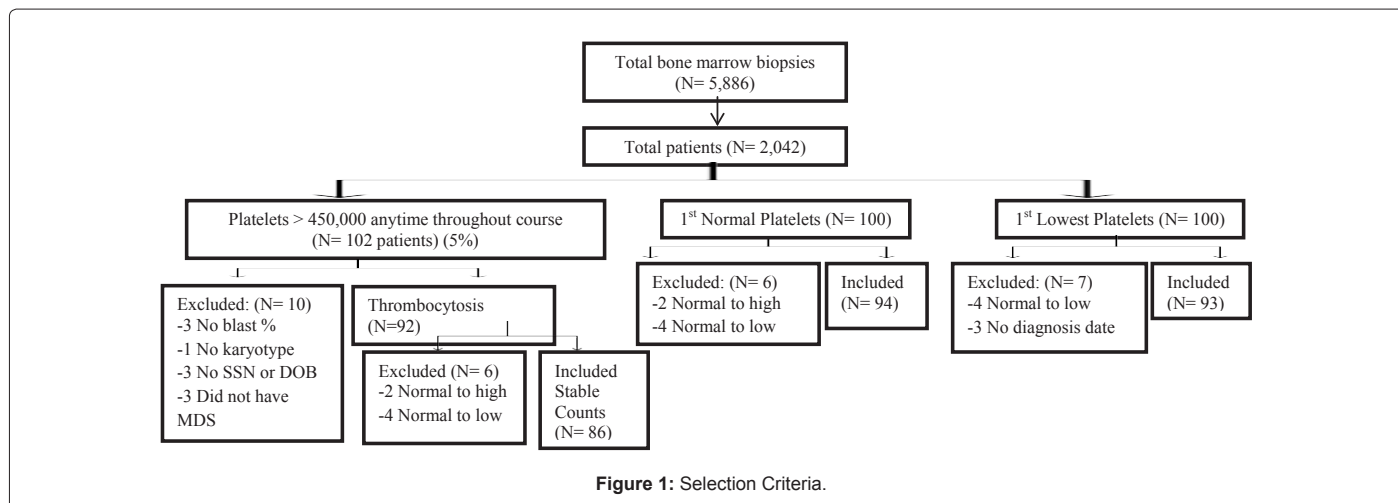 Total bone marrow biopsies
(N= 5,886)
Total patients (N= 2,042)
Platelets > 450,000 anytime throughout course
(N= 102 patients) (5%)
1st Normal Platelets (N= 100)
1st Lowest Platelets (N= 100)
Excluded: (N= 10)
-3 No blast %
-1 No karyotype
-3 No SSN or DOB
-3 Did not have
MDS
Thrombocytosis
(N=92)
Excluded (N= 6)
-2 Normal to high
-4 Normal to low
Included
Stable
Counts
(N= 86)
Excluded: (N= 6)
-2 Normal to high
-4 Normal to low
Included
(N= 94)
Excluded: (N= 7)
-4 Normal to low
-3 No diagnosis date
Included
(N= 93)
Figure 1: Selection Criteria.